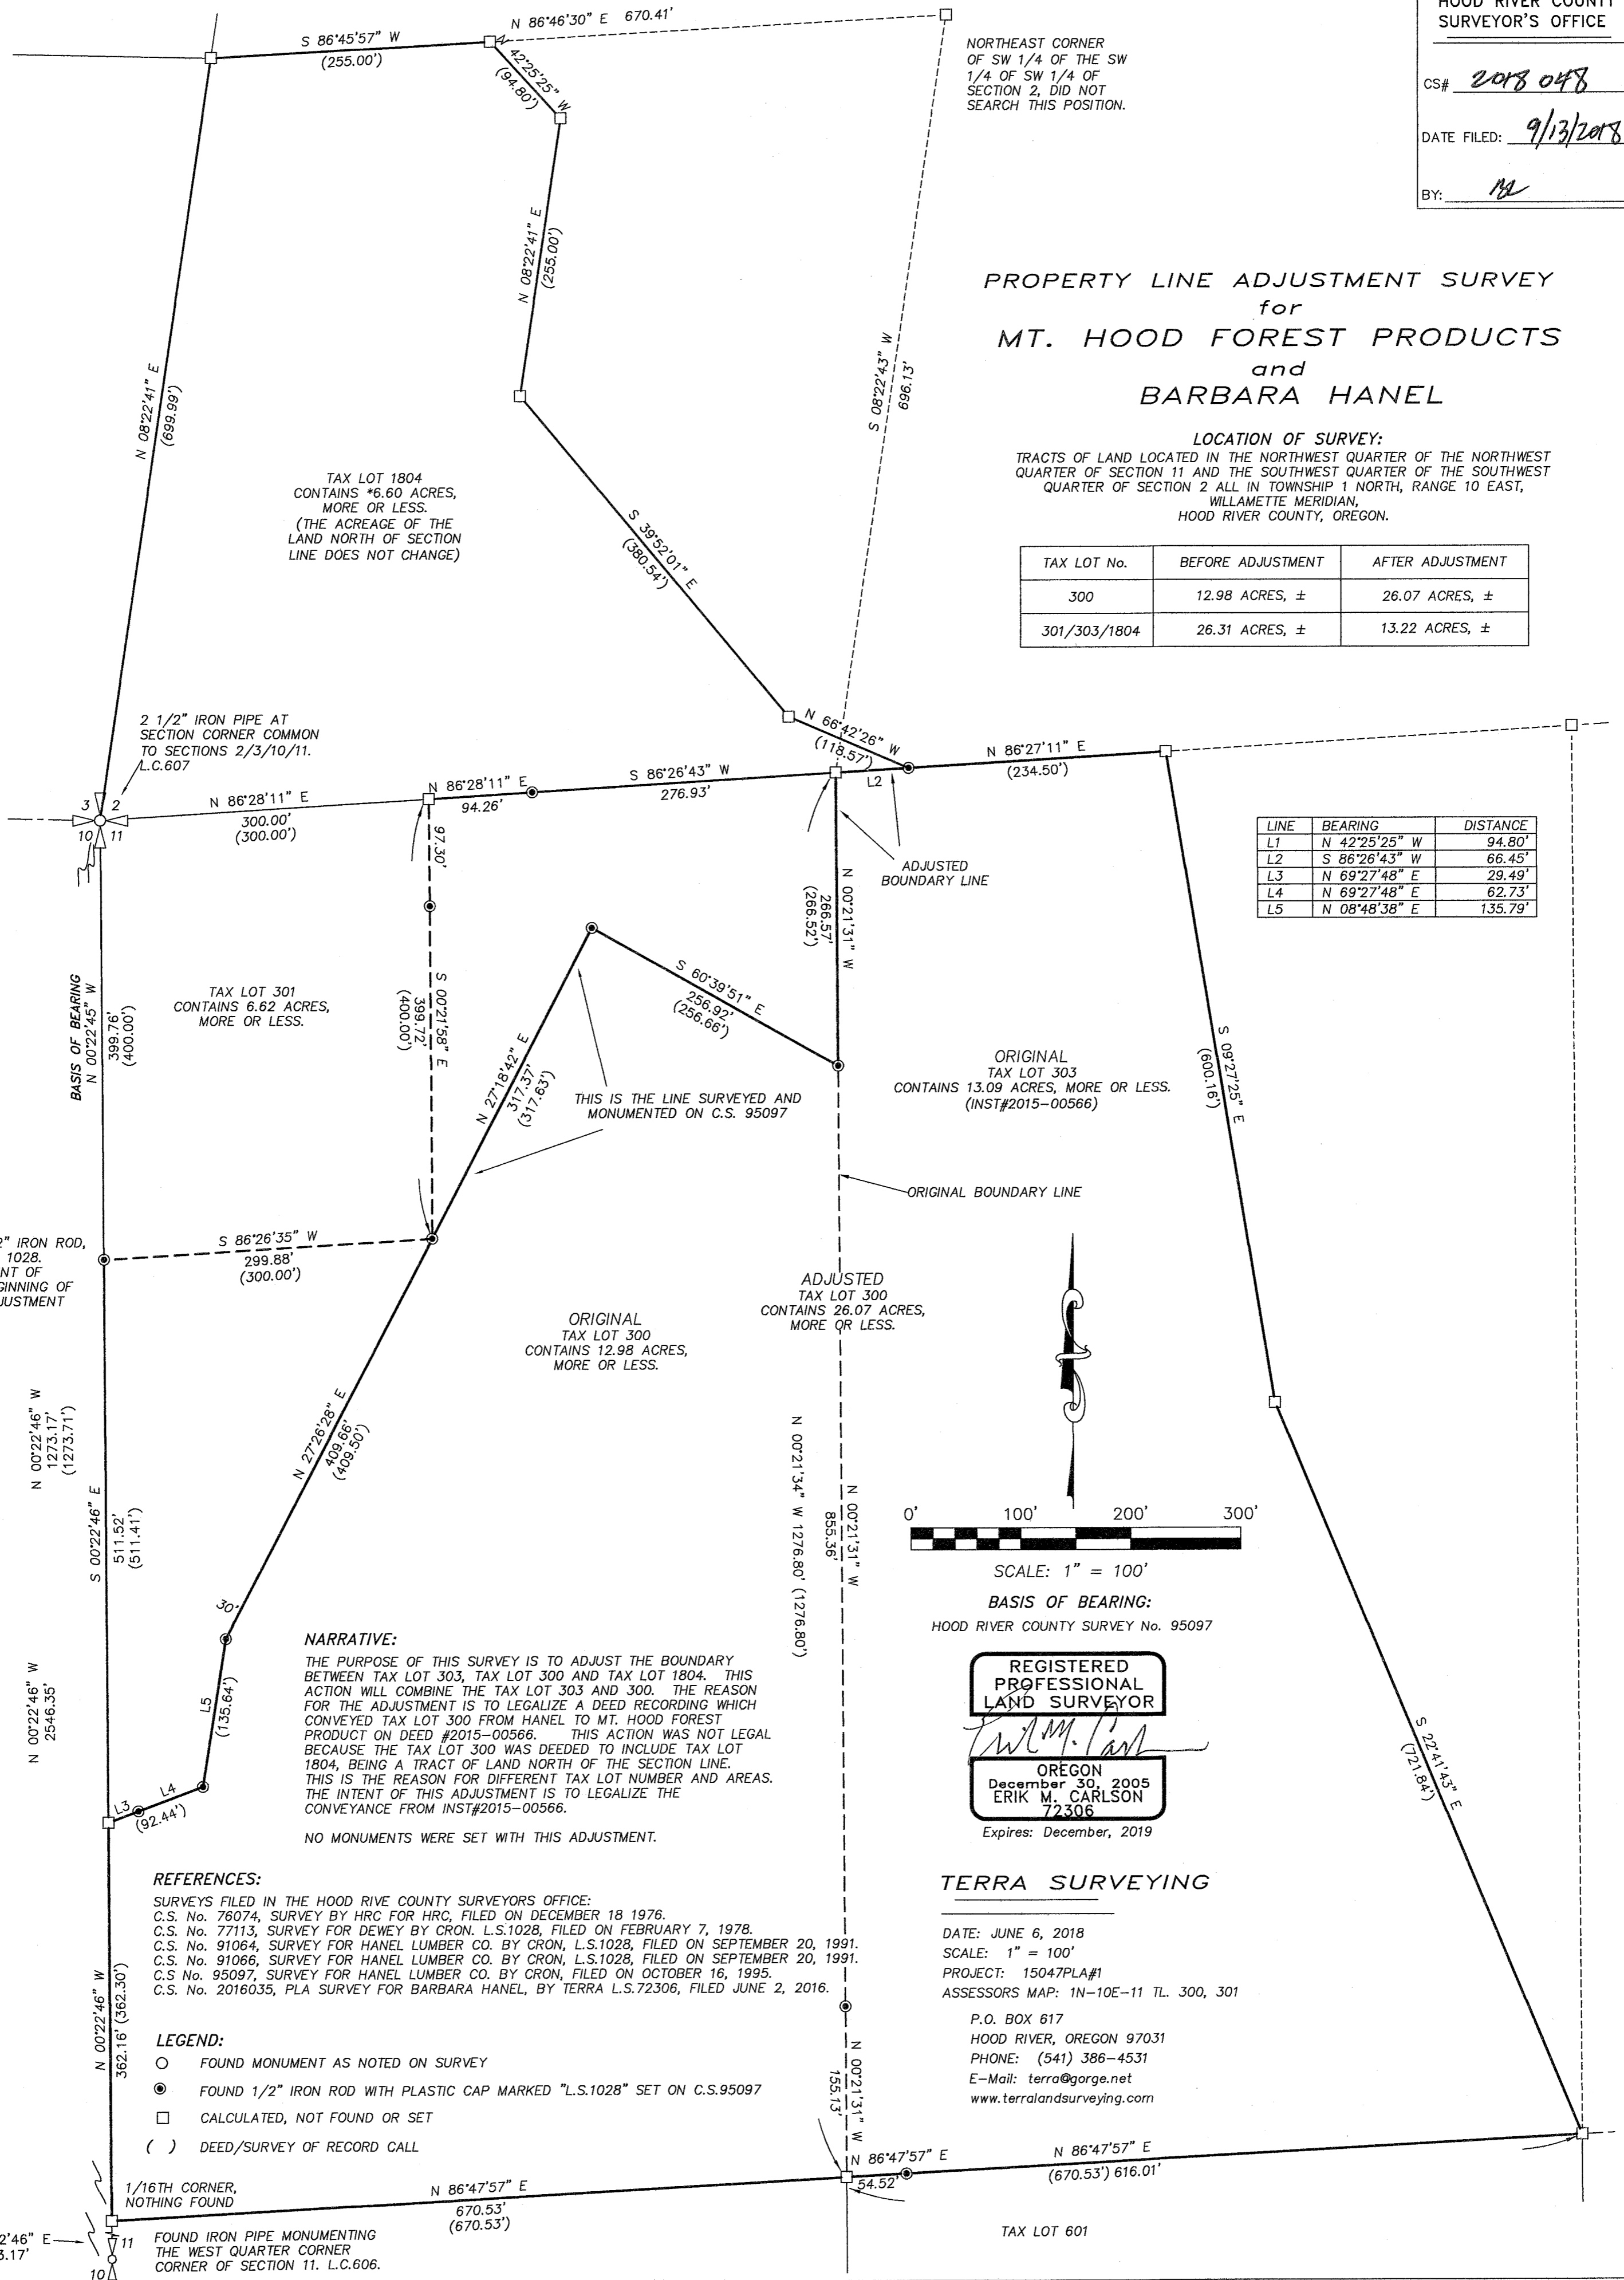 HOOD RIVER COUNTY
SURVEYOR'S OFFICE
CS# 2018 048
DATE FILED: 9/13/2018
BY:
S 86°45'57" W
(255.00')
N 86°46'30" E 670.41'
42°25'25" W
(94.80')
NORTHEAST CORNER
OF SW 1/4 OF THE SW
1/4 OF SW 1/4 OF
SECTION 2, DID NOT
SEARCH THIS POSITION.
N 08°22'41" E
(255.00')
N 08°22'41" E
(699.99')
S 08°22'43" W
696.13'
PROPERTY LINE ADJUSTMENT SURVEY
for
MT. HOOD FOREST PRODUCTS
and
BARBARA HANEL
LOCATION OF SURVEY:
TRACTS OF LAND LOCATED IN THE NORTHWEST QUARTER OF THE NORTHWEST
QUARTER OF SECTION 11 AND THE SOUTHWEST QUARTER OF THE SOUTHWEST
QUARTER OF SECTION 2 ALL IN TOWNSHIP 1 NORTH, RANGE 10 EAST,
WILLAMETTE MERIDIAN,
HOOD RIVER COUNTY, OREGON.
TAX LOT No. BEFORE ADJUSTMENT AFTER ADJUSTMENT
300 12.98 ACRES, ± 26.07 ACRES, ±
301/303/1804 26.31 ACRES, ± 13.22 ACRES, ±
TAX LOT 1804
CONTAINS *6.60 ACRES,
MORE OR LESS.
(THE ACREAGE OF THE
LAND NORTH OF SECTION
LINE DOES NOT CHANGE)
S 39°52'01" E
(380.54')
2 1/2" IRON PIPE AT
SECTION CORNER COMMON
TO SECTIONS 2/3/10/11.
L.C.607
3 2
10 11
N 86°28'11" E
300.00'
(300.00')
N 86°28'11" E
94.26'
S 86°26'43" W
276.93'
N 66°42'26" W
(118.57')
L2
N 86°27'11" E
(234.50')
ADJUSTED
BOUNDARY LINE
LINE BEARING DISTANCE
L1 N 42°25'25" W 94.80'
L2 S 86°26'43" W 66.45'
L3 N 69°27'48" E 29.49'
L4 N 69°27'48" E 62.73'
L5 N 08°48'38" E 135.79'
97.30'
N 00°21'31" W
266.57'
(266.52')
BASIS OF BEARING
N 00°22'45" W
399.76'
(400.00')
TAX LOT 301
CONTAINS 6.62 ACRES,
MORE OR LESS.
S 00°21'58" E
399.72'
(400.00')
S 60°39'51" E
256.92'
(256.66')
N 27°18'42" E
317.37'
(317.63')
THIS IS THE LINE SURVEYED AND
MONUMENTED ON C.S. 95097
ORIGINAL
TAX LOT 303
CONTAINS 13.09 ACRES, MORE OR LESS.
(INST#2015-00566)
S 09°27'25" E
(600.16')
ORIGINAL BOUNDARY LINE
2" IRON ROD,
1028.
NT OF
GINNING OF
JUSTMENT
S 86°26'35" W
299.88'
(300.00')
ORIGINAL
TAX LOT 300
CONTAINS 12.98 ACRES,
MORE OR LESS.
ADJUSTED
TAX LOT 300
CONTAINS 26.07 ACRES,
MORE OR LESS.
N 00°22'46" W
1273.17'
(1273.71')
S 00°22'46" E
511.52'
(511.41')
N 27°26'28" E
409.66'
(409.50')
N 00°21'34" W 1276.80' (1276.80')
N 00°21'31" W
855.36'
0' 100' 200' 300'
SCALE: 1" = 100'
BASIS OF BEARING:
HOOD RIVER COUNTY SURVEY No. 95097
REGISTERED
PROFESSIONAL
LAND SURVEYOR
OREGON
December 30, 2005
ERIK M. CARLSON
72306
Expires: December, 2019
S 22°41'43" E
(721.84')
30'
L5
(135.64')
L3
L4
(92.44')
N 00°22'46" W
2546.35'
NARRATIVE:
THE PURPOSE OF THIS SURVEY IS TO ADJUST THE BOUNDARY
BETWEEN TAX LOT 303, TAX LOT 300 AND TAX LOT 1804. THIS
ACTION WILL COMBINE THE TAX LOT 303 AND 300. THE REASON
FOR THE ADJUSTMENT IS TO LEGALIZE A DEED RECORDING WHICH
CONVEYED TAX LOT 300 FROM HANEL TO MT. HOOD FOREST
PRODUCT ON DEED #2015-00566. THIS ACTION WAS NOT LEGAL
BECAUSE THE TAX LOT 300 WAS DEEDED TO INCLUDE TAX LOT
1804, BEING A TRACT OF LAND NORTH OF THE SECTION LINE.
THIS IS THE REASON FOR DIFFERENT TAX LOT NUMBER AND AREAS.
THE INTENT OF THIS ADJUSTMENT IS TO LEGALIZE THE
CONVEYANCE FROM INST#2015-00566.
NO MONUMENTS WERE SET WITH THIS ADJUSTMENT.
REFERENCES:
SURVEYS FILED IN THE HOOD RIVE COUNTY SURVEYORS OFFICE:
C.S. No. 76074, SURVEY BY HRC FOR HRC, FILED ON DECEMBER 18 1976.
C.S. No. 77113, SURVEY FOR DEWEY BY CRON. L.S.1028, FILED ON FEBRUARY 7, 1978.
C.S. No. 91064, SURVEY FOR HANEL LUMBER CO. BY CRON, L.S.1028, FILED ON SEPTEMBER 20, 1991.
C.S. No. 91066, SURVEY FOR HANEL LUMBER CO. BY CRON, L.S.1028, FILED ON SEPTEMBER 20, 1991.
C.S No. 95097, SURVEY FOR HANEL LUMBER CO. BY CRON, FILED ON OCTOBER 16, 1995.
C.S. No. 2016035, PLA SURVEY FOR BARBARA HANEL, BY TERRA L.S.72306, FILED JUNE 2, 2016.
TERRA SURVEYING
DATE: JUNE 6, 2018
SCALE: 1" = 100'
PROJECT: 15047PLA#1
ASSESSORS MAP: 1N-10E-11 TL. 300, 301
P.O. BOX 617
HOOD RIVER, OREGON 97031
PHONE: (541) 386-4531
E-Mail: terra@gorge.net
www.terralandsurveying.com
N 00°22'46" W
362.16' (362.30')
LEGEND:
FOUND MONUMENT AS NOTED ON SURVEY
FOUND 1/2" IRON ROD WITH PLASTIC CAP MARKED "L.S.1028" SET ON C.S.95097
CALCULATED, NOT FOUND OR SET
( ) DEED/SURVEY OF RECORD CALL
N 00°21'31" W
155.13'
1/16TH CORNER,
NOTHING FOUND
N 86°47'57" E
670.53'
(670.53')
N 86°47'57" E
54.52'
N 86°47'57" E
(670.53') 616.01'
TAX LOT 601
2'46" E
3.17'
11
10
FOUND IRON PIPE MONUMENTING
THE WEST QUARTER CORNER
CORNER OF SECTION 11. L.C.606.